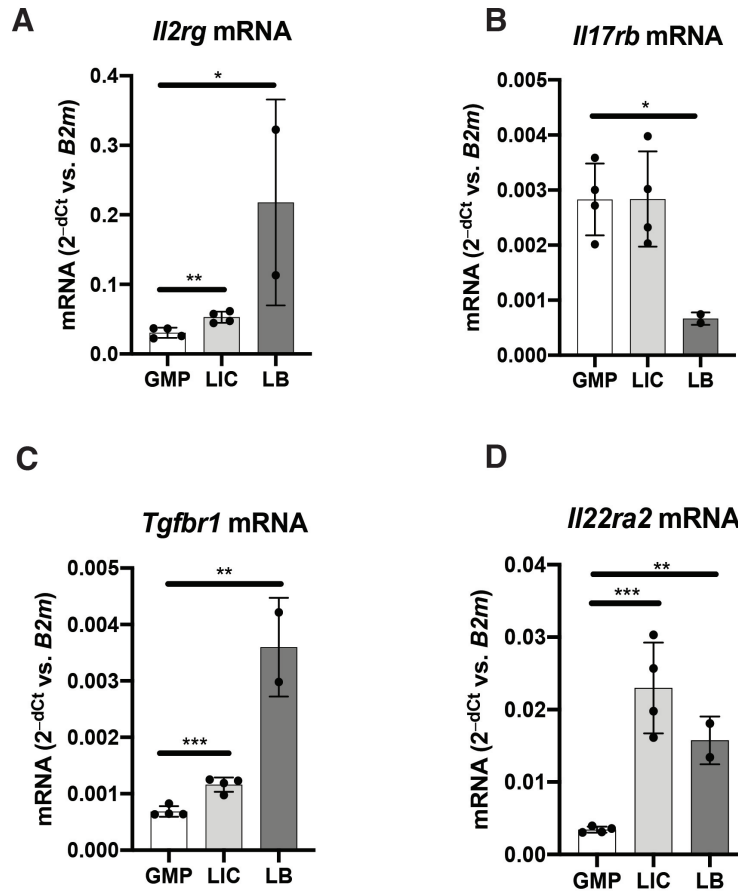 A
Il2rg mRNA
mRNA (2–dCt vs. B2m)
0.4
0.3
0.2
0.1
0.0
*
**
GMP LIC LB
B
Il17rb mRNA
mRNA (2–dCt vs. B2m)
0.005
0.004
0.003
0.002
0.001
0.000
*
GMP LIC LB
C
Tgfbr1 mRNA
mRNA (2–dCt vs. B2m)
0.005
0.004
0.003
0.002
0.001
0.000
**
***
GMP LIC LB
D
Il22ra2 mRNA
mRNA (2–dCt vs. B2m)
0.04
0.03
0.02
0.01
0.00
**
***
GMP LIC LB